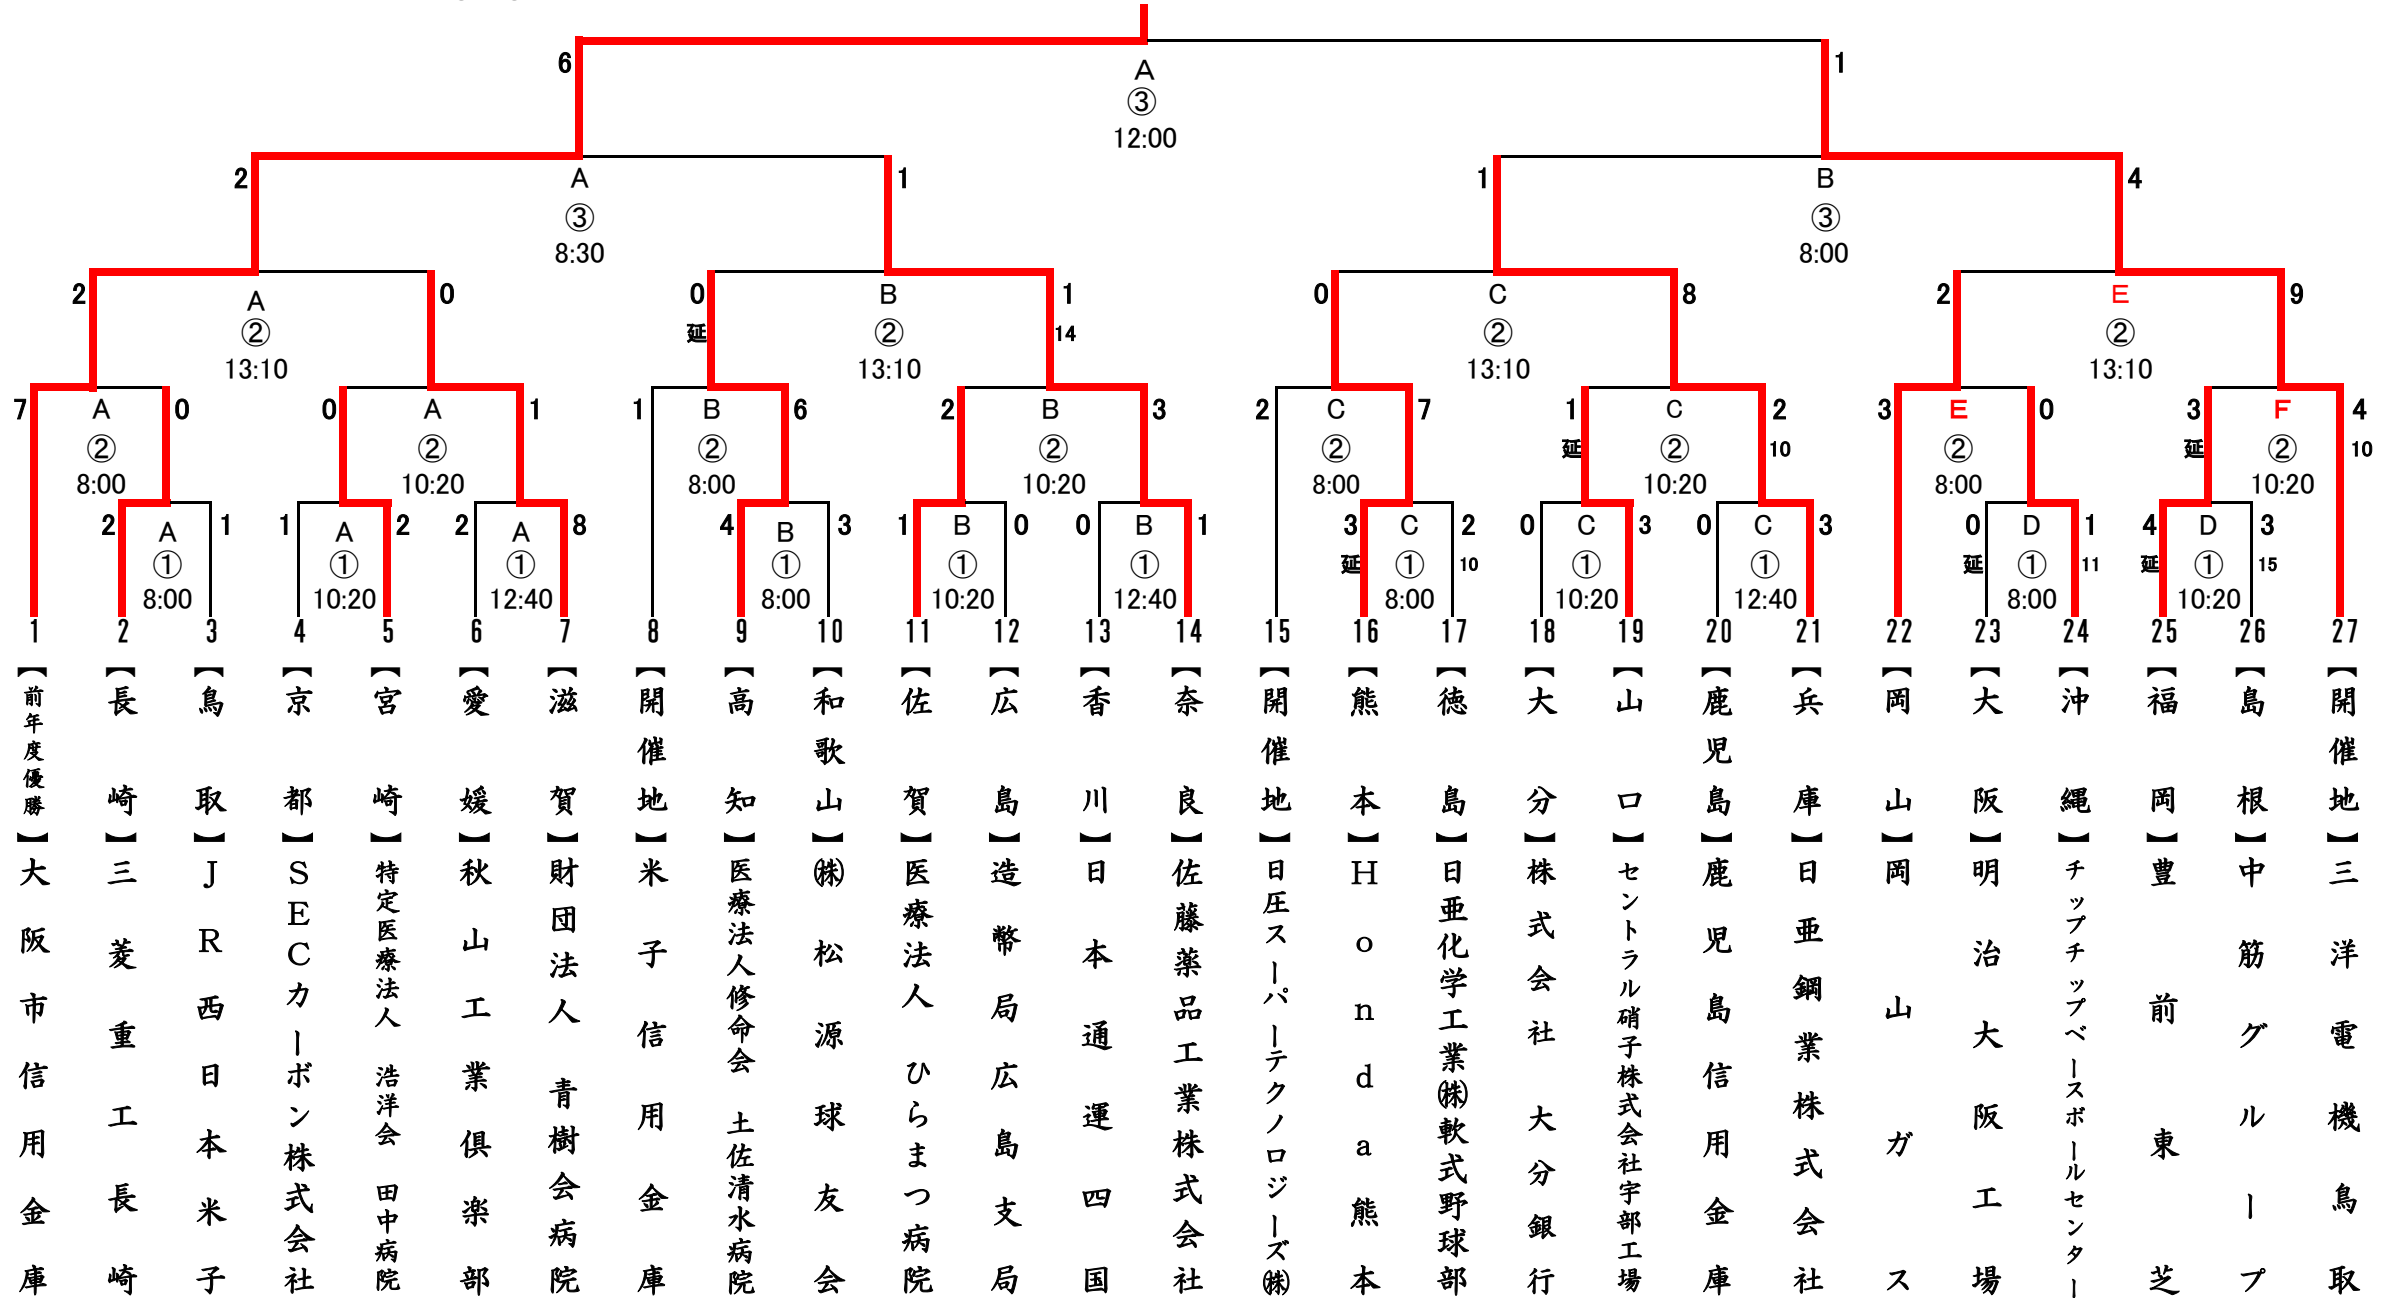 6 1
A
③
12:00
2 1 1 4
A B
③ ③
8:30 8:00
2 0 0 1 0 8 2 9
A B C E
② ② ② ②
延 14
13:10 13:10 13:10 13:10
7 0 0 1 1 6 2 3 2 7 1 2 3 0 3 4
A A B B C C E F
② ② ② ② ② ② ② ②
延 10 延 10
8:00 10:20 8:00 10:20 8:00 10:20 8:00 10:20
2 1 1 2 2 8 4 3 1 0 0 1 3 2 0 3 0 3 0 1 4 3
A A A B B B C C C D D
① ① ① ① ① ① ① ① ① ① ①
延 10 延 11 延 15
8:00 10:20 12:40 8:00 10:20 12:40 8:00 10:20 12:40 8:00 10:20
1 2 3 4 5 6 7 8 9 10 11 12 13 14 15 16 17 18 19 20 21 22 23 24 25 26 27
【前年度優勝】大阪市信用金庫
【長崎】三菱重工長崎
【鳥取】JR西日本米子
【京都】SECカーボン株式会社
【宮崎】特定医療法人 浩洋会 田中病院
【愛媛】秋山工業倶楽部
【滋賀】財団法人 青樹会病院
【開催地】米子信用金庫
【高知】医療法人修命会 土佐清水病院
【和歌山】㈱松源球友会
【佐賀】医療法人 ひらまつ病院
【広島】造幣局広島支局
【香川】日本通運四国
【奈良】佐藤薬品工業株式会社
【開催地】日圧スーパーテクノロジーズ㈱
【熊本】Honda熊本
【徳島】日亜化学工業㈱軟式野球部
【大分】株式会社 大分銀行
【山口】セントラル硝子株式会社宇部工場
【鹿児島】鹿児島信用金庫
【兵庫】日亜鋼業株式会社
【岡山】岡山ガス
【大阪】明治大阪工場
【沖縄】チップチップベースボールセンター
【福岡】豊前東芝
【島根】中筋グループ
【開催地】三洋電機鳥取